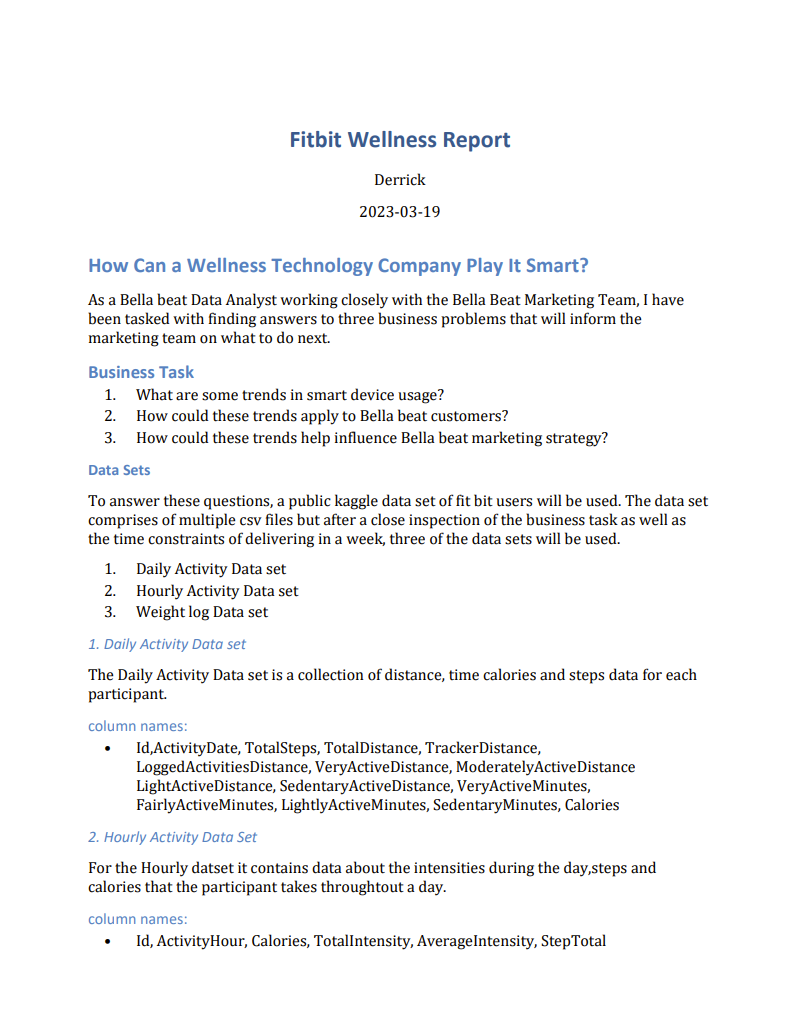 Fitbit Wellness Report
Derrick
2023-03-19
How Can a Wellness Technology Company Play It Smart?
As a Bella beat Data Analyst working closely with the Bella Beat Marketing Team, I have
been tasked with finding answers to three business problems that will inform the
marketing team on what to do next.
Business Task
1. What are some trends in smart device usage?
2. How could these trends apply to Bella beat customers?
3. How could these trends help influence Bella beat marketing strategy?
Data Sets
To answer these questions, a public kaggle data set of fit bit users will be used. The data set
comprises of multiple csv files but after a close inspection of the business task as well as
the time constraints of delivering in a week, three of the data sets will be used.
1. Daily Activity Data set
2. Hourly Activity Data set
3. Weight log Data set
1. Daily Activity Data set
The Daily Activity Data set is a collection of distance, time calories and steps data for each
participant.
column names:
• Id,ActivityDate, TotalSteps, TotalDistance, TrackerDistance,
LoggedActivitiesDistance, VeryActiveDistance, ModeratelyActiveDistance
LightActiveDistance, SedentaryActiveDistance, VeryActiveMinutes,
FairlyActiveMinutes, LightlyActiveMinutes, SedentaryMinutes, Calories
2. Hourly Activity Data Set
For the Hourly datset it contains data about the intensities during the day,steps and
calories that the participant takes throughtout a day.
column names:
• Id, ActivityHour, Calories, TotalIntensity, AverageIntensity, StepTotal